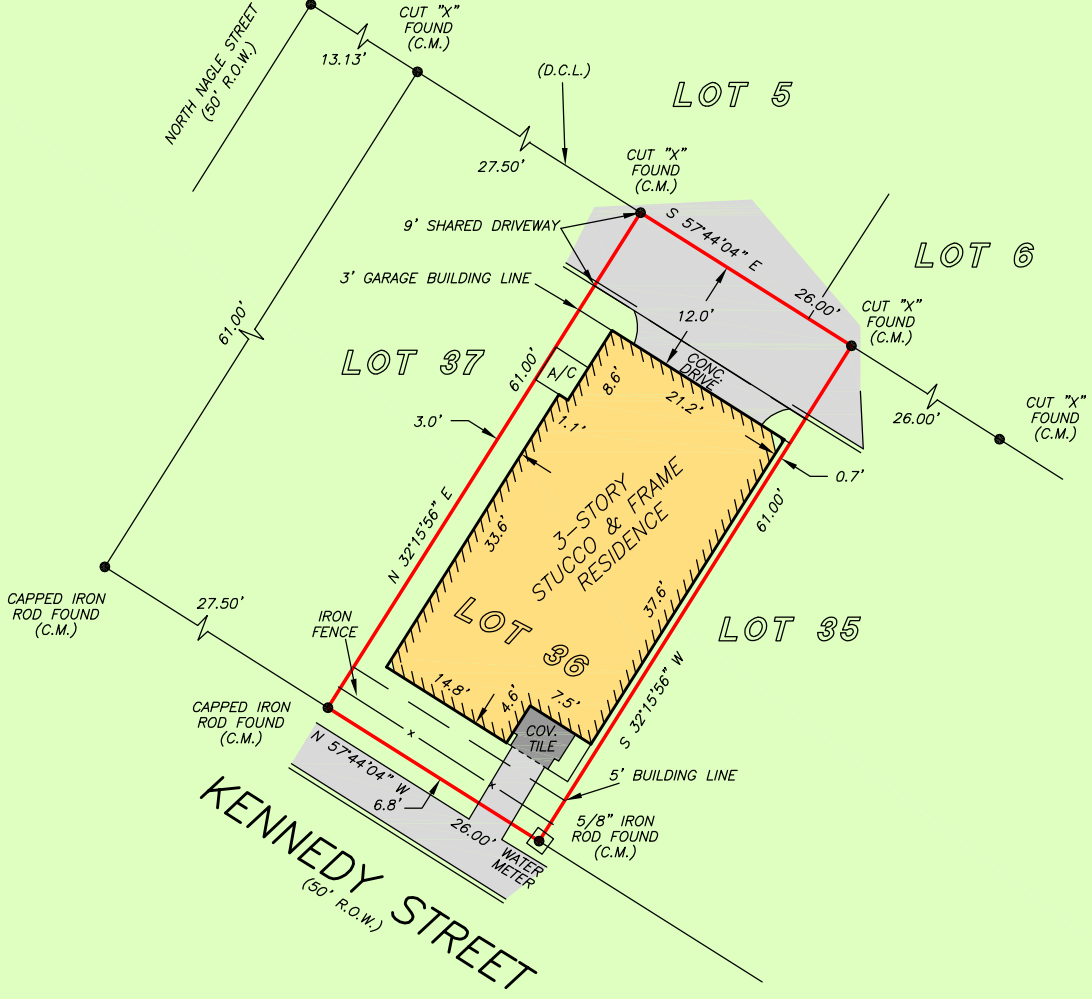 NORTH NAGLE STREET
(50' R.O.W.)
13.13'
CUT "X"
FOUND
(C.M.)
(D.C.L.)
LOT 5
27.50'
CUT "X"
FOUND
(C.M.)
9' SHARED DRIVEWAY
S 57°44'04" E
26.00'
LOT 6
3' GARAGE BUILDING LINE
12.0'
CUT "X"
FOUND
(C.M.)
61.00'
LOT 37
61.00'
A/C
8.6'
CONC.
DRIVE
21.2'
26.00'
CUT "X"
FOUND
(C.M.)
3.0'
1.1'
0.7'
N 32°15'56" E
33.6'
3-STORY
STUCCO & FRAME
RESIDENCE
61.00'
37.6'
CAPPED IRON
ROD FOUND
(C.M.)
27.50'
IRON
FENCE
LOT 36
LOT 35
14.8'
4.6'
7.5'
S 32°15'56" W
CAPPED IRON
ROD FOUND
(C.M.)
COV.
TILE
x
x
N 57°44'04" W
6.8'
26.00'
5' BUILDING LINE
5/8" IRON
ROD FOUND
(C.M.)
WATER
METER
KENNEDY STREET
(50' R.O.W.)